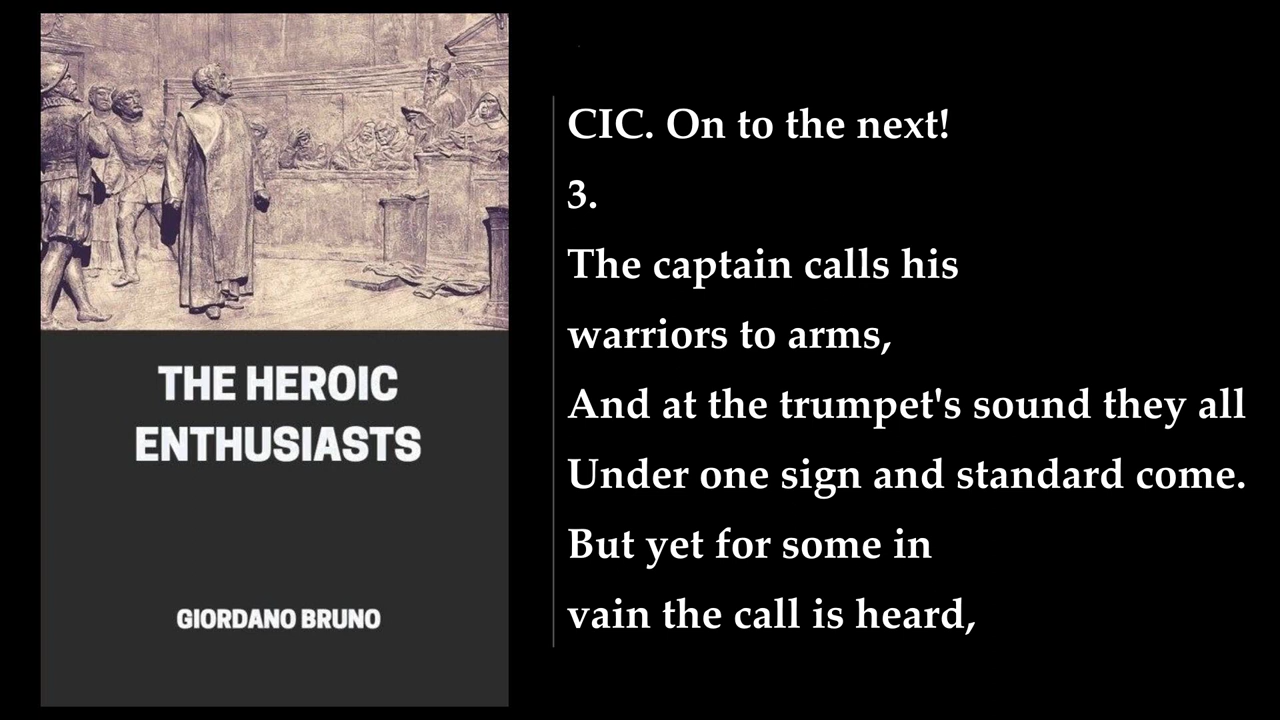 THE HEROIC
ENTHUSIASTS
GIORDANO BRUNO
CIC. On to the next!
3.
The captain calls his
warriors to arms,
And at the trumpet's sound they all
Under one sign and standard come.
But yet for some in
vain the call is heard,